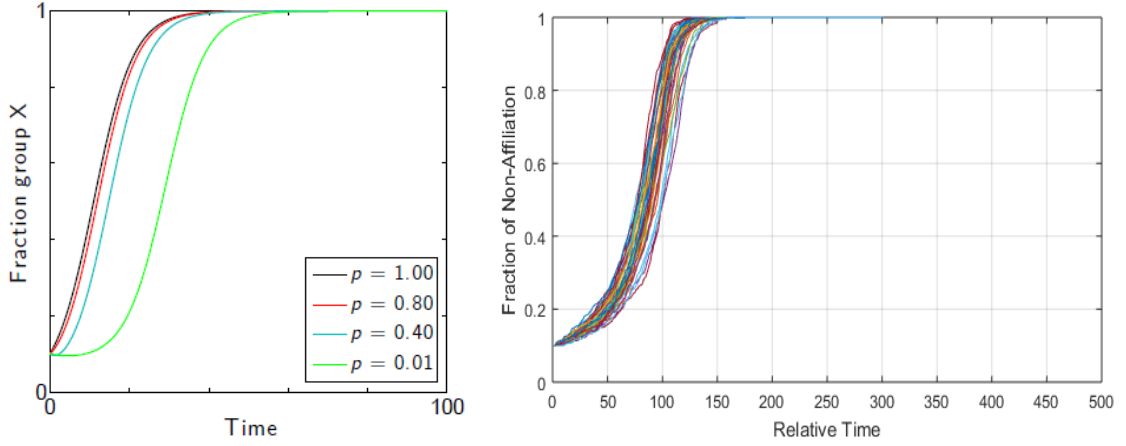 1
Fraction group X
p = 1.00
p = 0.80
p = 0.40
p = 0.01
0
0
100
Time
1
0.8
0.6
0.4
0.2
0
Fraction of Non-Affiliation
0 50 100 150 200 250 300 350 400 450 500
Relative Time